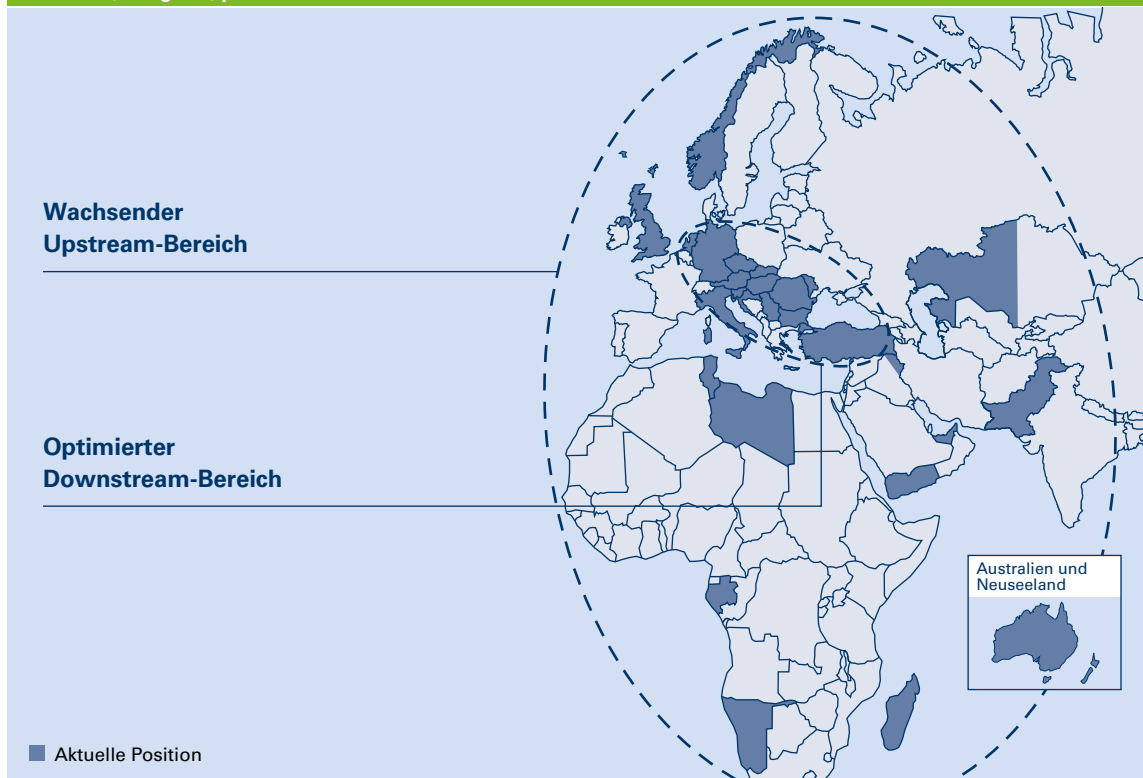 Wachsender
Upstream-Bereich
Optimierter
Downstream-Bereich
Australien und
Neuseeland
Aktuelle Position